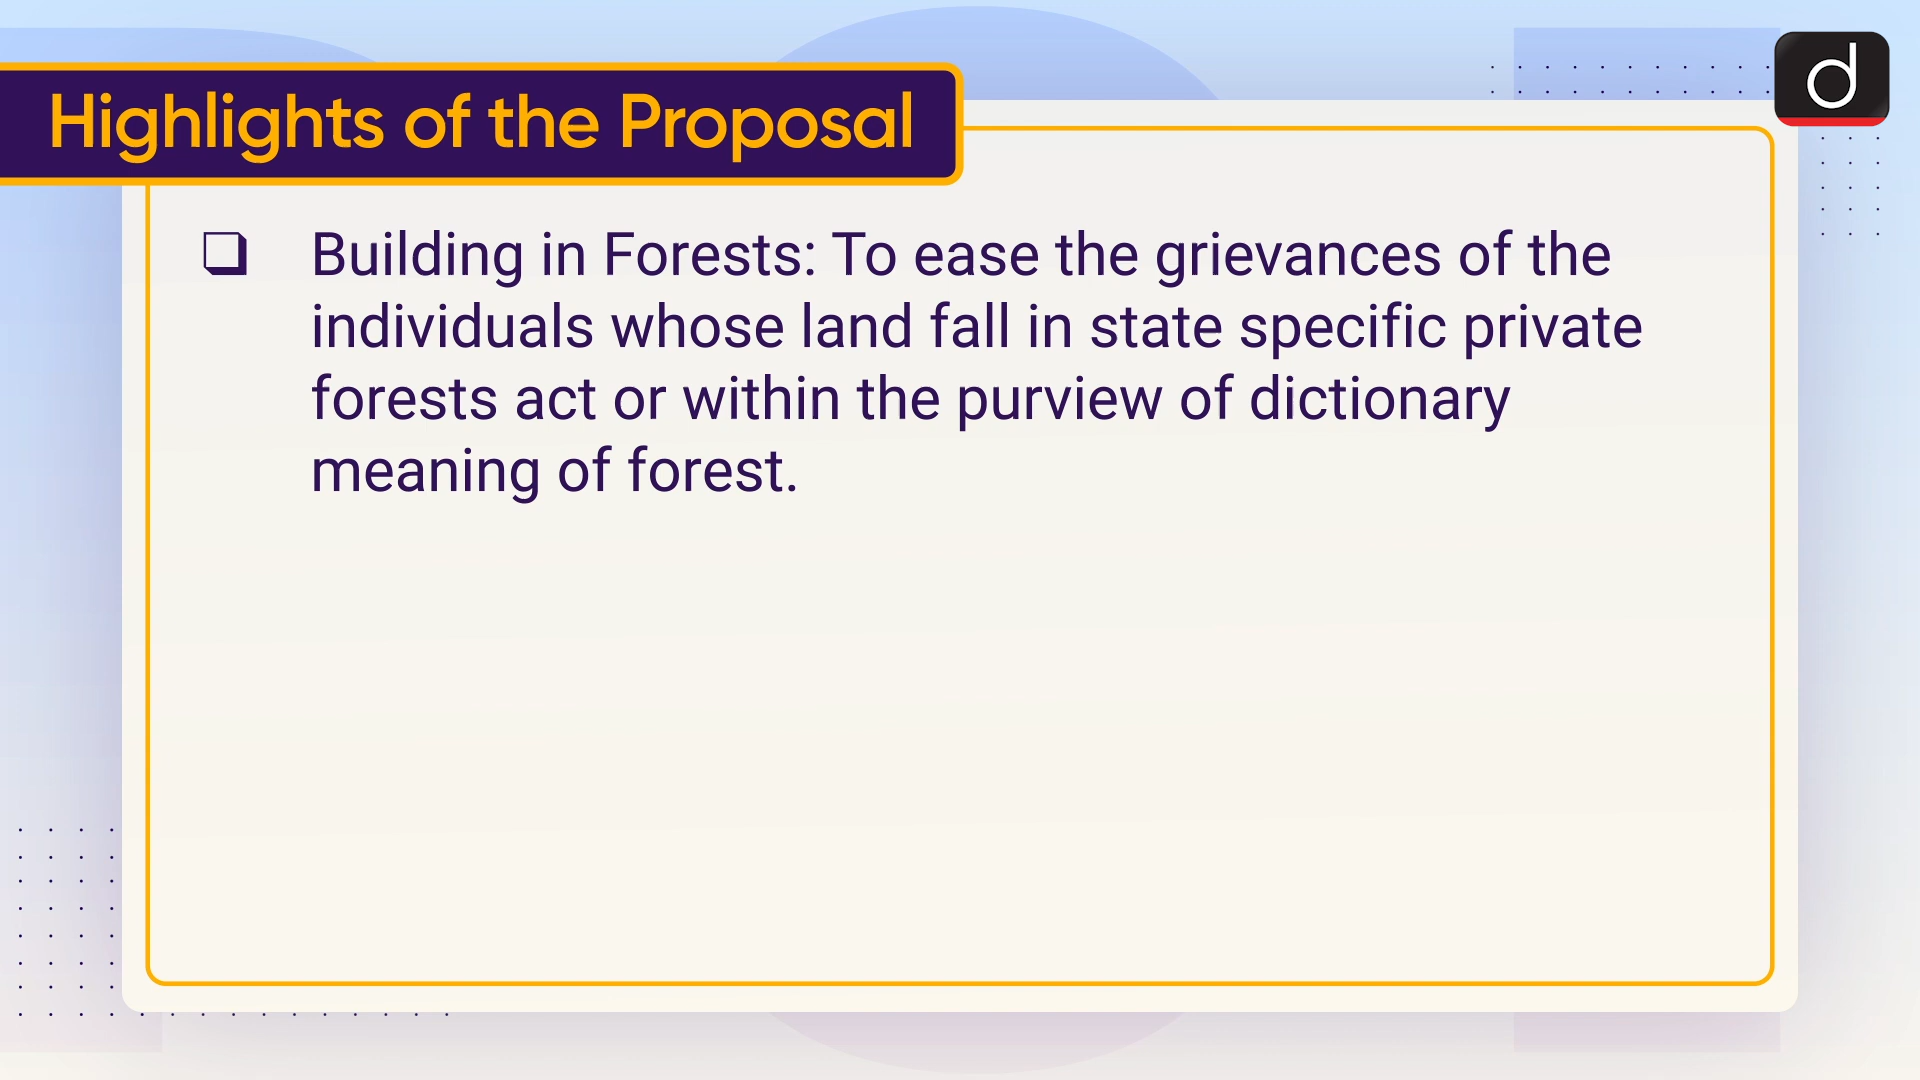 Highlights of the Proposal
❑ Building in Forests: To ease the grievances of the
individuals whose land fall in state specific private
forests act or within the purview of dictionary
meaning of forest.
d